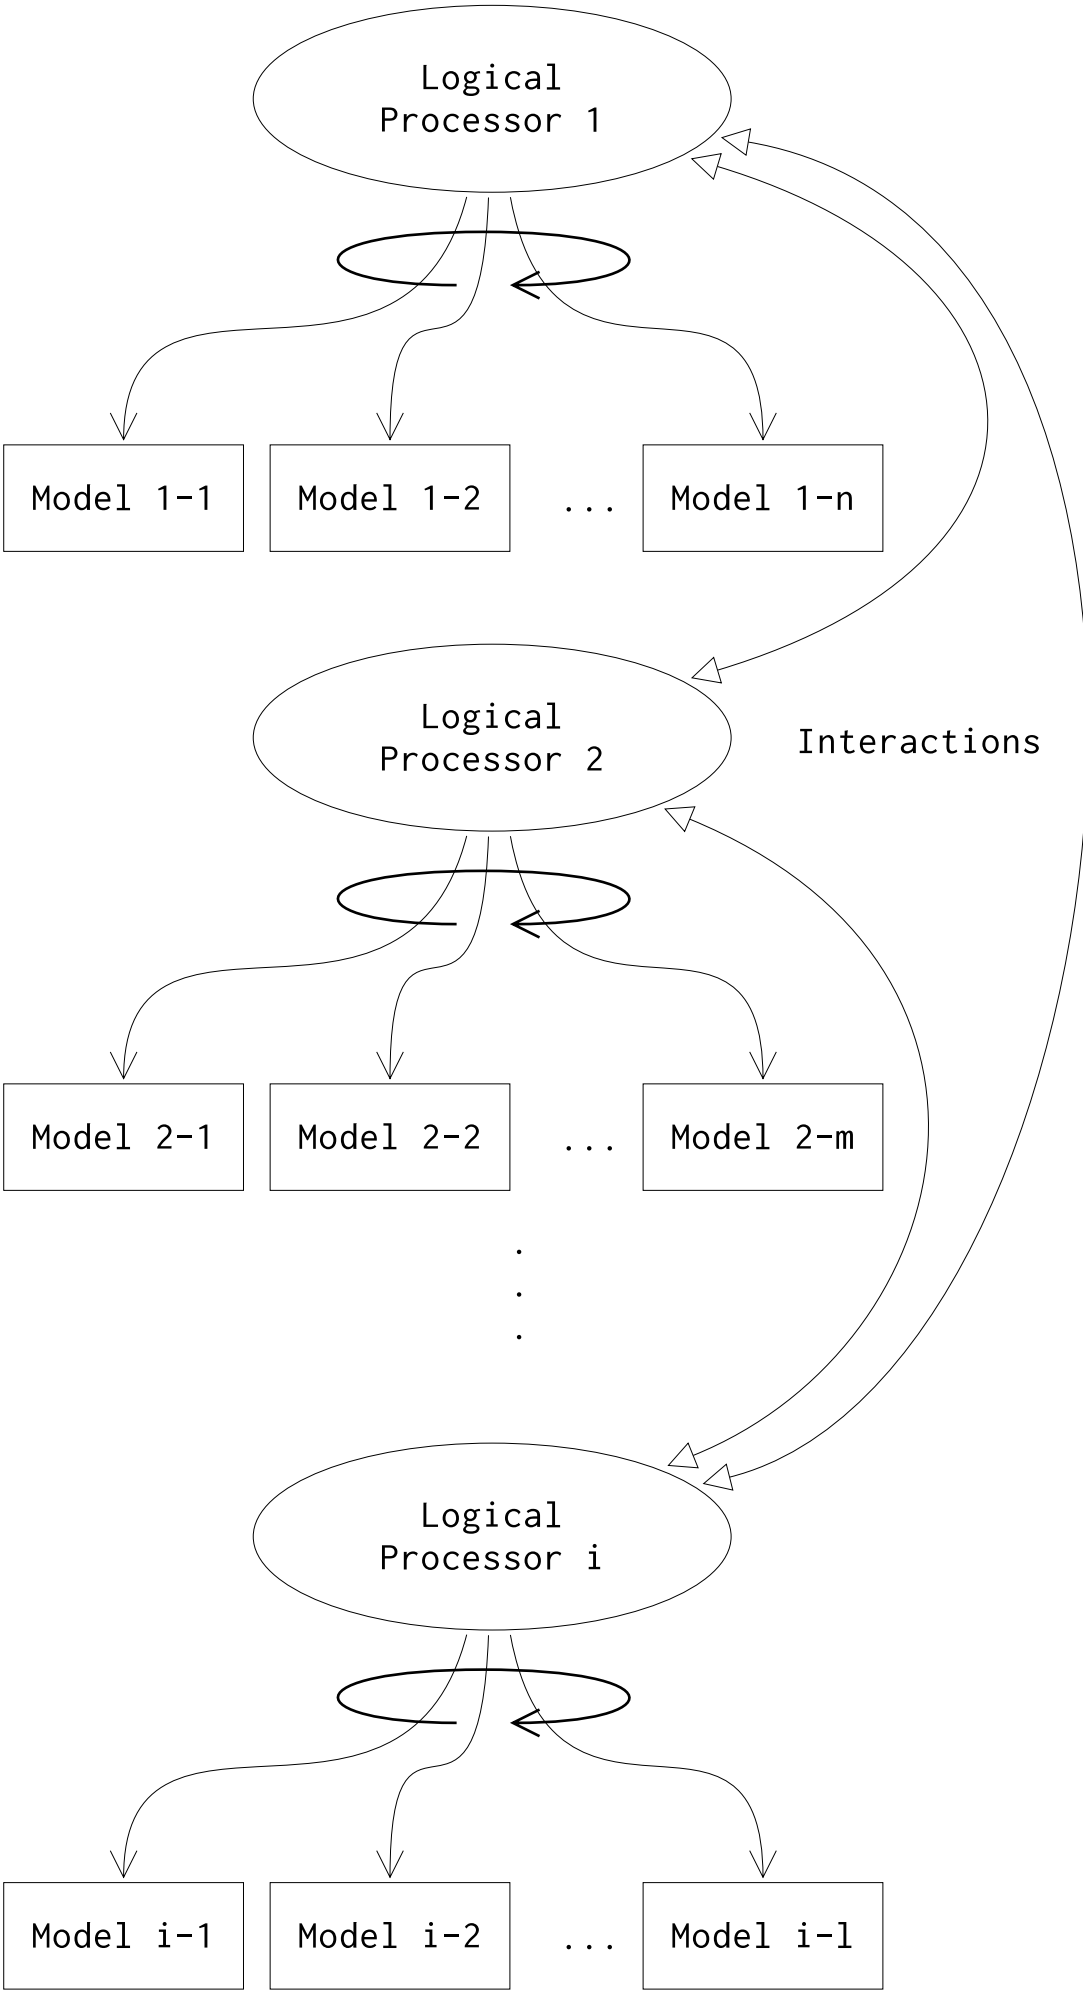 Logical
Processor 1
Model 1-1
Model 1-2
...
Model 1-n
Logical
Processor 2
Interactions
Model 2-1
Model 2-2
...
Model 2-m
.
.
.
Logical
Processor i
Model i-1
Model i-2
...
Model i-l